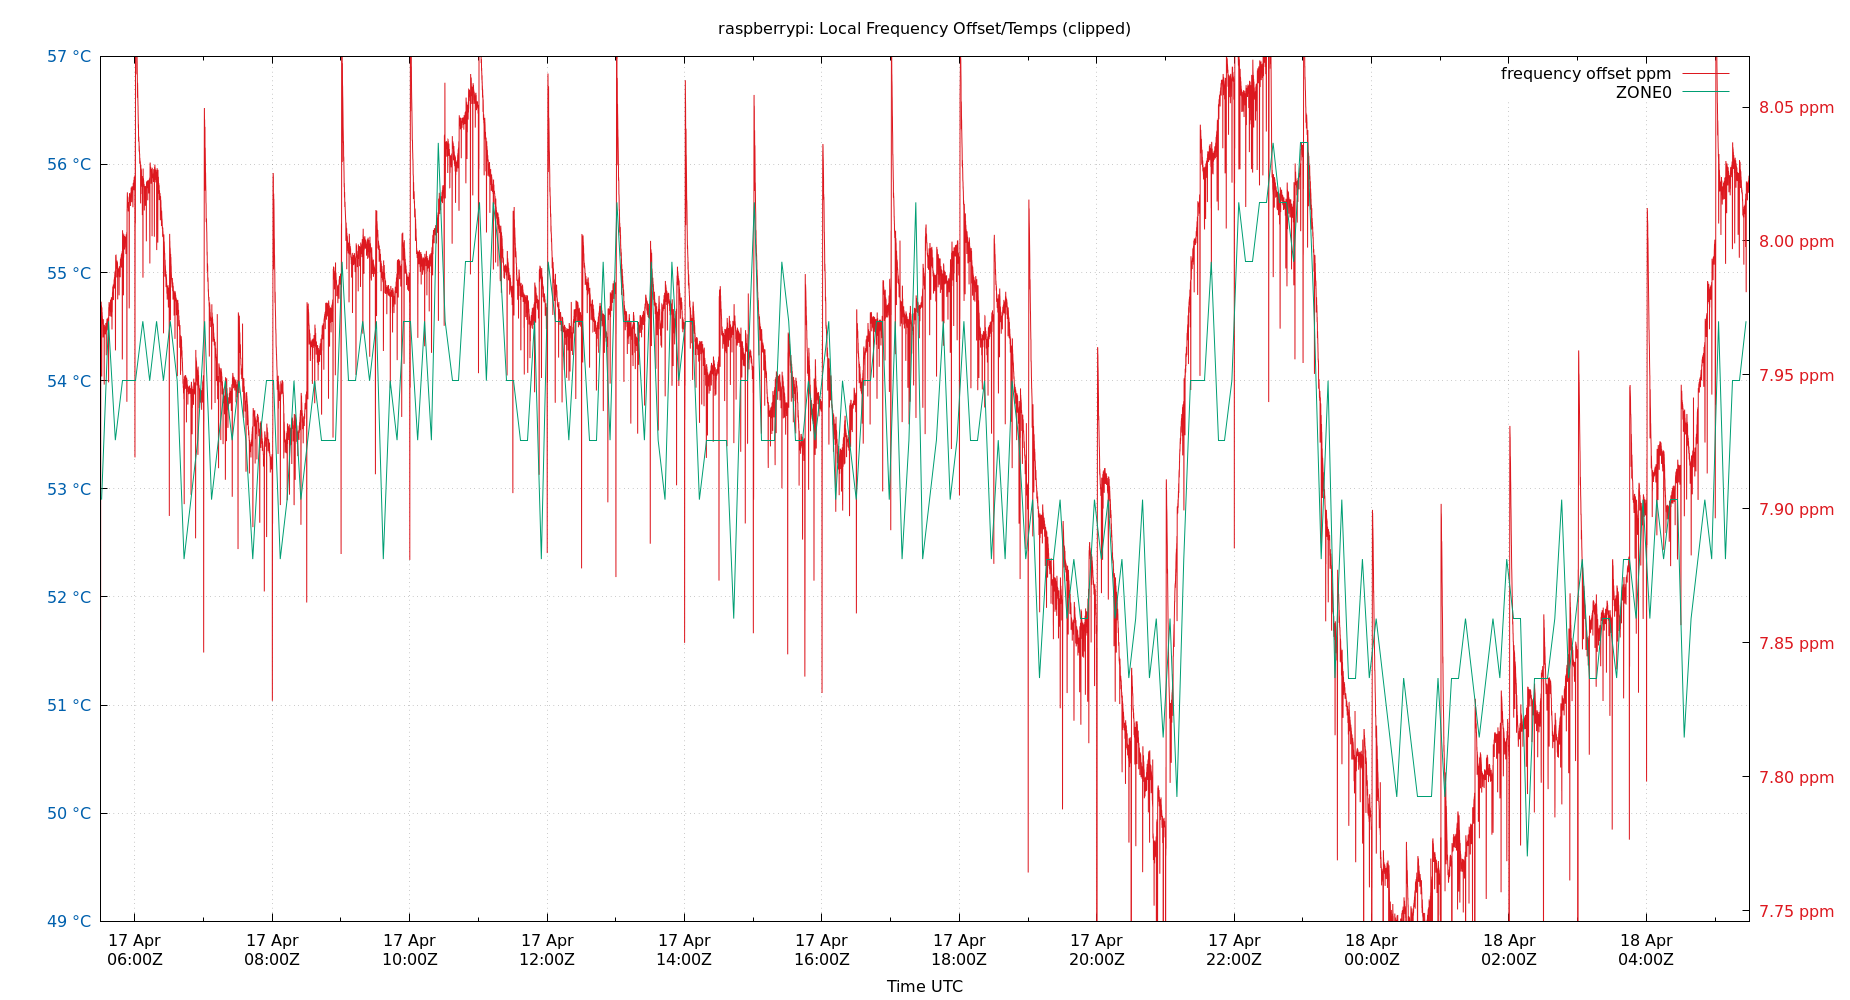 raspberrypi: Local Frequency Offset/Temps (clipped)
57 °C
56 °C
55 °C
54 °C
53 °C
52 °C
51 °C
50 °C
49 °C
frequency offset ppm
ZONE0
8.05 ppm
8.00 ppm
7.95 ppm
7.90 ppm
7.85 ppm
7.80 ppm
7.75 ppm
17 Apr 17 Apr 17 Apr 17 Apr 17 Apr 17 Apr 17 Apr 17 Apr 17 Apr 18 Apr 18 Apr 18 Apr
06:00Z 08:00Z 10:00Z 12:00Z 14:00Z 16:00Z 18:00Z 20:00Z 22:00Z 00:00Z 02:00Z 04:00Z
Time UTC